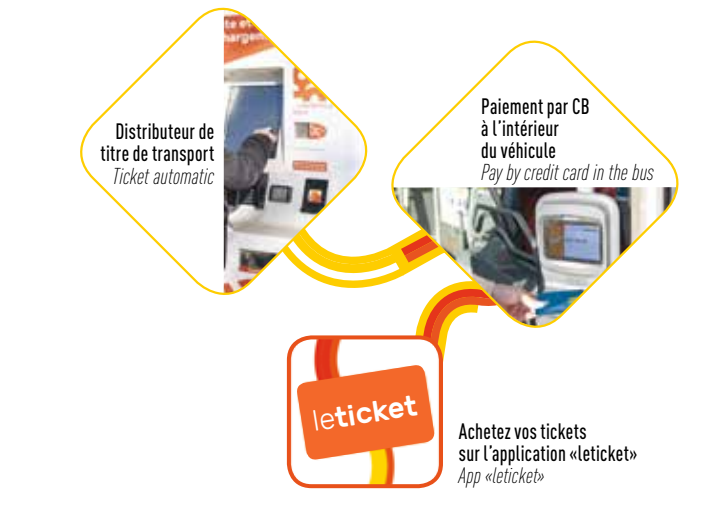 Distributeur de
titre de transport
Ticket automatic
Paiement par CB
à l'intérieur
du véhicule
Pay by credit card in the bus
leticket
Achetez vos tickets
sur l'application «leticket»
App «leticket»